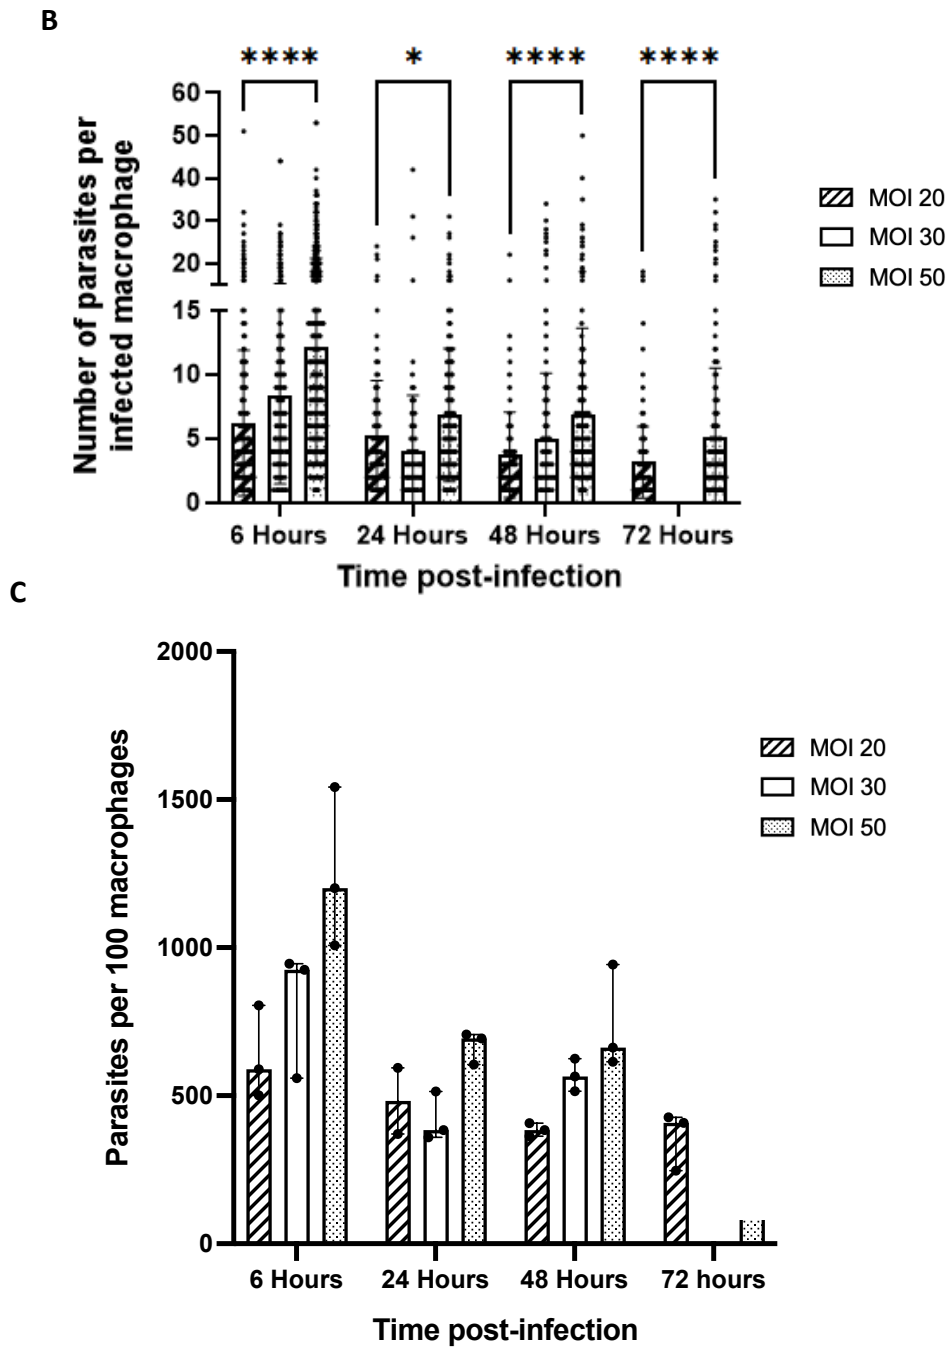 B
**** * **** ****
Number of parasites per
infected macrophage
60
50
40
30
20
15
10
5
0
MOI 20
MOI 30
MOI 50
6 Hours 24 Hours 48 Hours 72 Hours
Time post-infection
C
Parasites per 100 macrophages
2000
1500
1000
500
0
MOI 20
MOI 30
MOI 50
6 Hours 24 Hours 48 Hours 72 hours
Time post-infection